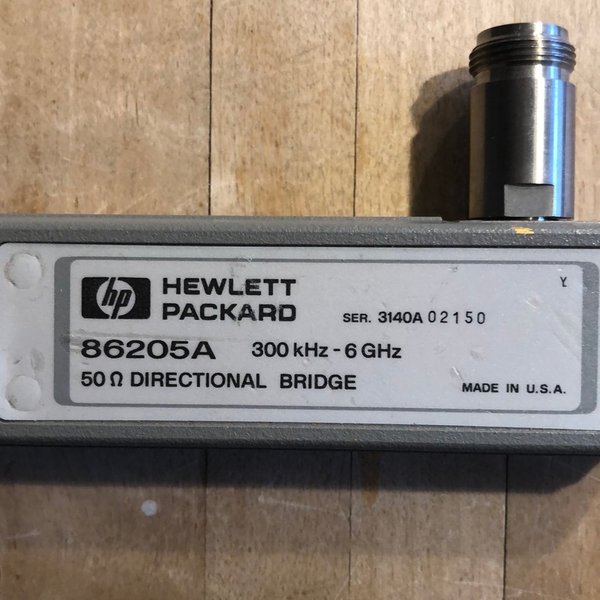 hp HEWLETT
PACKARD SER. 3140A 02150
86205A 300 kHz - 6 GHz
50 Ω DIRECTIONAL BRIDGE
MADE IN U.S.A.
Y